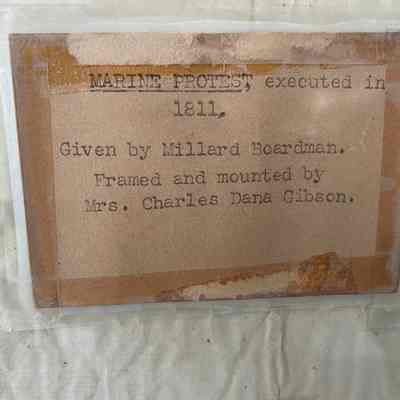 MARINE PROTEST, executed in
1811.
Given by Millard Boardman.
Framed and mounted by
Mrs. Charles Dana Gibson.